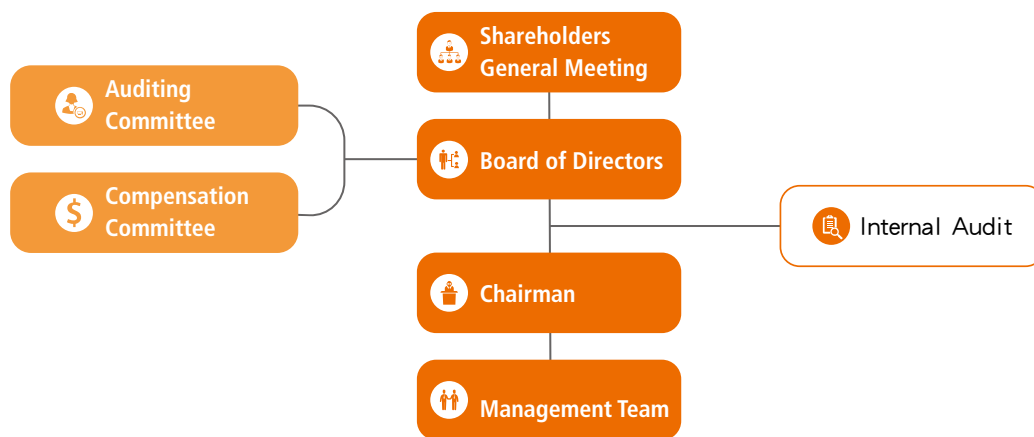 Shareholders
General Meeting
Auditing
Committee
Board of Directors
Compensation
Committee
$
Internal Audit
Chairman
Management Team